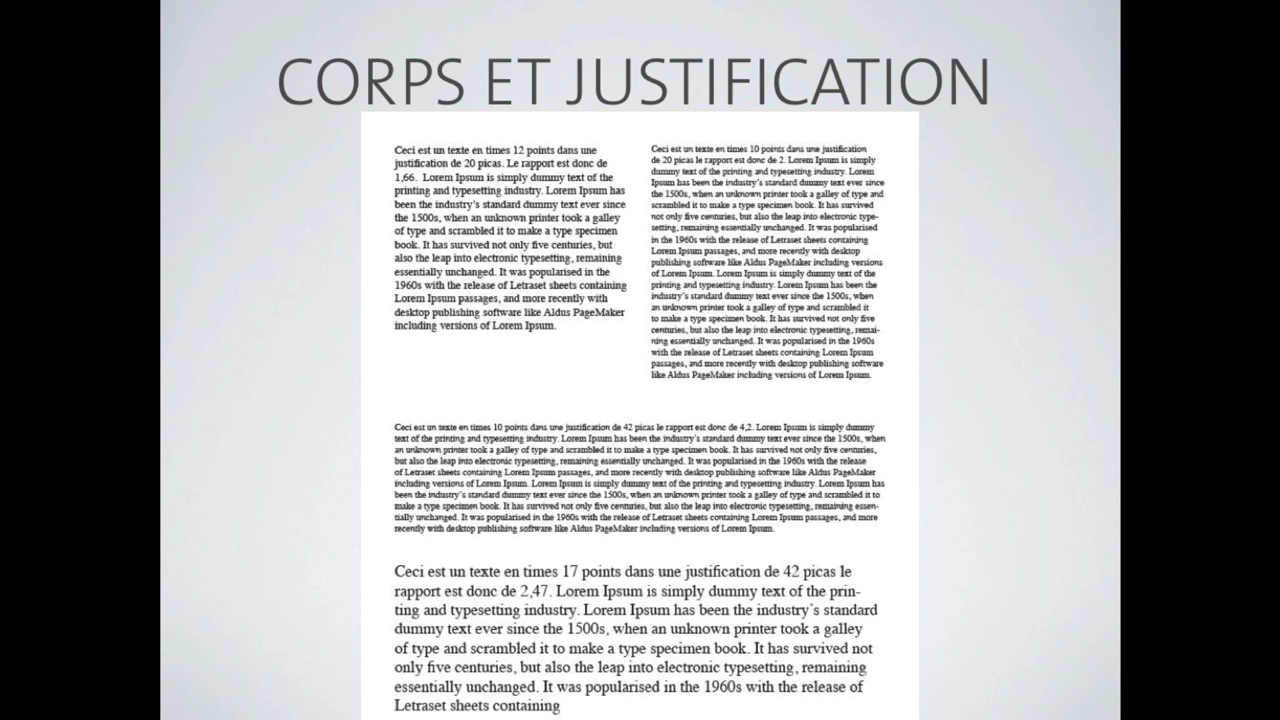 CORPS ET JUSTIFICATION
Ceci est un texte en times 12 points dans une
justification de 20 picas. Le rapport est donc de
1,66. Lorem Ipsum is simply dummy text of the
printing and typesetting industry. Lorem Ipsum has
been the industry's standard dummy text ever since
the 1500s, when an unknown printer took a galley
of type and scrambled it to make a type specimen
book. It has survived not only five centuries, but
also the leap into electronic typesetting, remaining
essentially unchanged. It was popularised in the
1960s with the release of Letraset sheets containing
Lorem Ipsum passages, and more recently with
desktop publishing software like Aldus PageMaker
including versions of Lorem Ipsum.
Ceci est un texte en times 10 points dans une justification
de 20 picas le rapport est donc de 2. Lorem Ipsum is simply
dummy text of the printing and typesetting industry. Lorem
Ipsum has been the industry's standard dummy text ever since
the 1500s, when an unknown printer took a galley of type and
scrambled it to make a type specimen book. It has survived
not only five centuries, but also the leap into electronic type-
setting, remaining essentially unchanged. It was popularised
in the 1960s with the release of Letraset sheets containing
Lorem Ipsum passages, and more recently with desktop
publishing software like Aldus PageMaker including versions
of Lorem Ipsum. Lorem Ipsum is simply dummy text of the
printing and typesetting industry. Lorem Ipsum has been the
industry's standard dummy text ever since the 1500s, when
an unknown printer took a galley of type and scrambled it
to make a type specimen book. It has survived not only five
centuries, but also the leap into electronic typesetting, remai-
ning essentially unchanged. It was popularised in the 1960s
with the release of Letraset sheets containing Lorem Ipsum
passages, and more recently with desktop publishing software
like Aldus PageMaker including versions of Lorem Ipsum.
Ceci est un texte en times 10 points dans une justification de 42 picas le rapport est donc de 4,2. Lorem Ipsum is simply dummy
text of the printing and typesetting industry. Lorem Ipsum has been the industry's standard dummy text ever since the 1500s, when
an unknown printer took a galley of type and scrambled it to make a type specimen book. It has survived not only five centuries,
but also the leap into electronic typesetting, remaining essentially unchanged. It was popularised in the 1960s with the release
of Letraset sheets containing Lorem Ipsum passages, and more recently with desktop publishing software like Aldus PageMaker
including versions of Lorem Ipsum. Lorem Ipsum is simply dummy text of the printing and typesetting industry. Lorem Ipsum has
been the industry's standard dummy text ever since the 1500s, when an unknown printer took a galley of type and scrambled it to
make a type specimen book. It has survived not only five centuries, but also the leap into electronic typesetting, remaining essen-
tially unchanged. It was popularised in the 1960s with the release of Letraset sheets containing Lorem Ipsum passages, and more
recently with desktop publishing software like Aldus PageMaker including versions of Lorem Ipsum.
Ceci est un texte en times 17 points dans une justification de 42 picas le
rapport est donc de 2,47. Lorem Ipsum is simply dummy text of the prin-
ting and typesetting industry. Lorem Ipsum has been the industry's standard
dummy text ever since the 1500s, when an unknown printer took a galley
of type and scrambled it to make a type specimen book. It has survived not
only five centuries, but also the leap into electronic typesetting, remaining
essentially unchanged. It was popularised in the 1960s with the release of
Letraset sheets containing